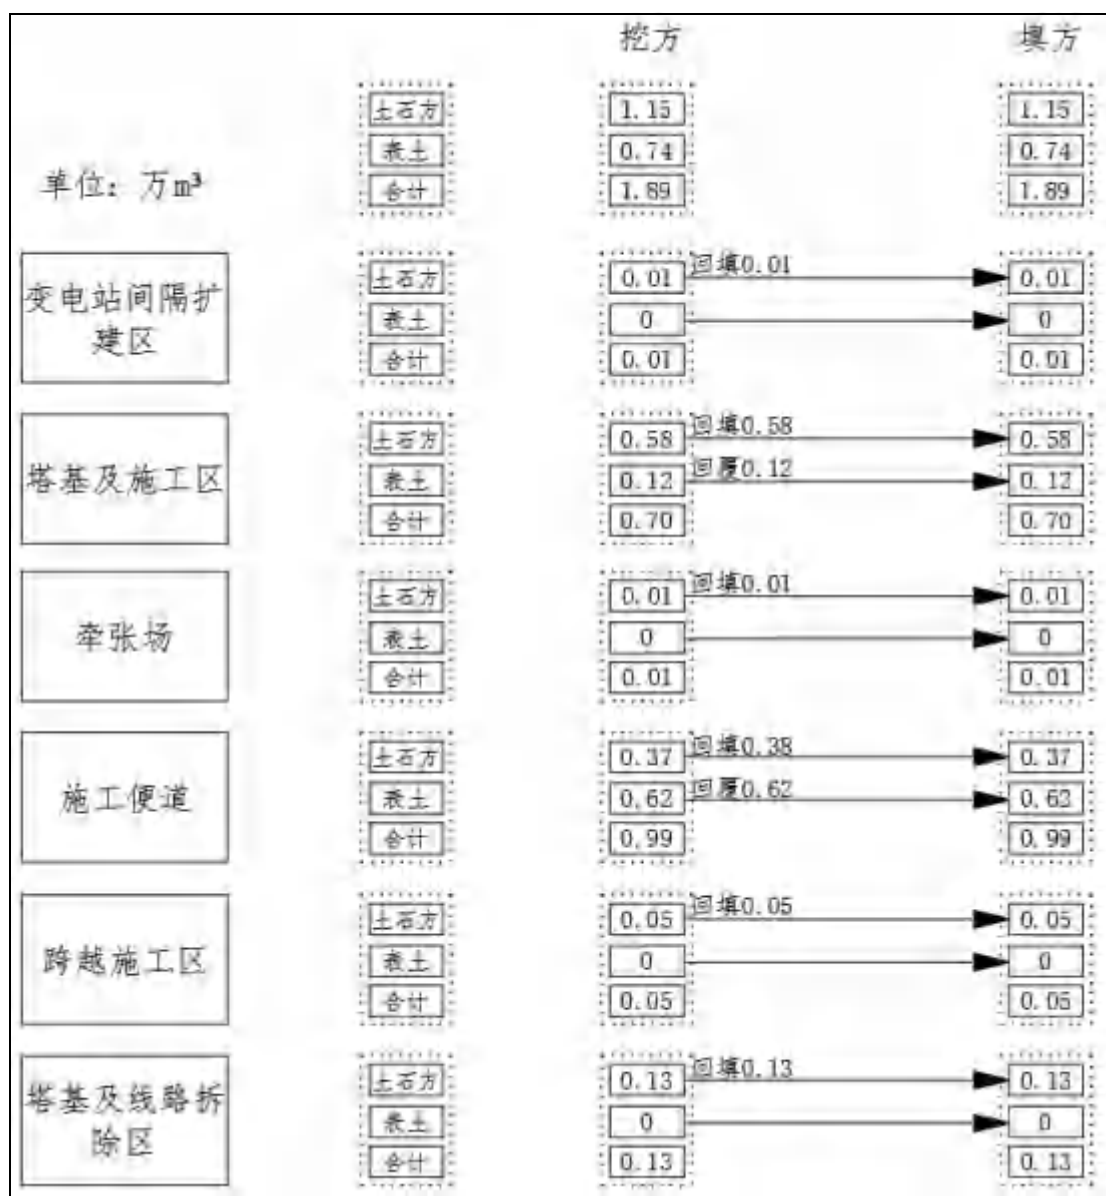 挖方 填方
土石方 1.15 1.15
表土 0.74 0.74
单位：万m³
合计 1.89 1.89
变电站间隔扩
建区
土石方 0.01 回填0.01 0.01
表土 0 0
合计 0.01 0.01
塔基及施工区
土石方 0.58 回填0.58 0.58
表土 0.12 回覆0.12 0.12
合计 0.70 0.70
牵张场
土石方 0.01 回填0.01 0.01
表土 0 0
合计 0.01 0.01
施工便道
土石方 0.37 回填0.38 0.37
表土 0.62 回覆0.62 0.62
合计 0.99 0.99
跨越施工区
土石方 0.05 回填0.05 0.05
表土 0 0
合计 0.05 0.05
塔基及线路拆
除区
土石方 0.13 回填0.13 0.13
表土 0 0
合计 0.13 0.13